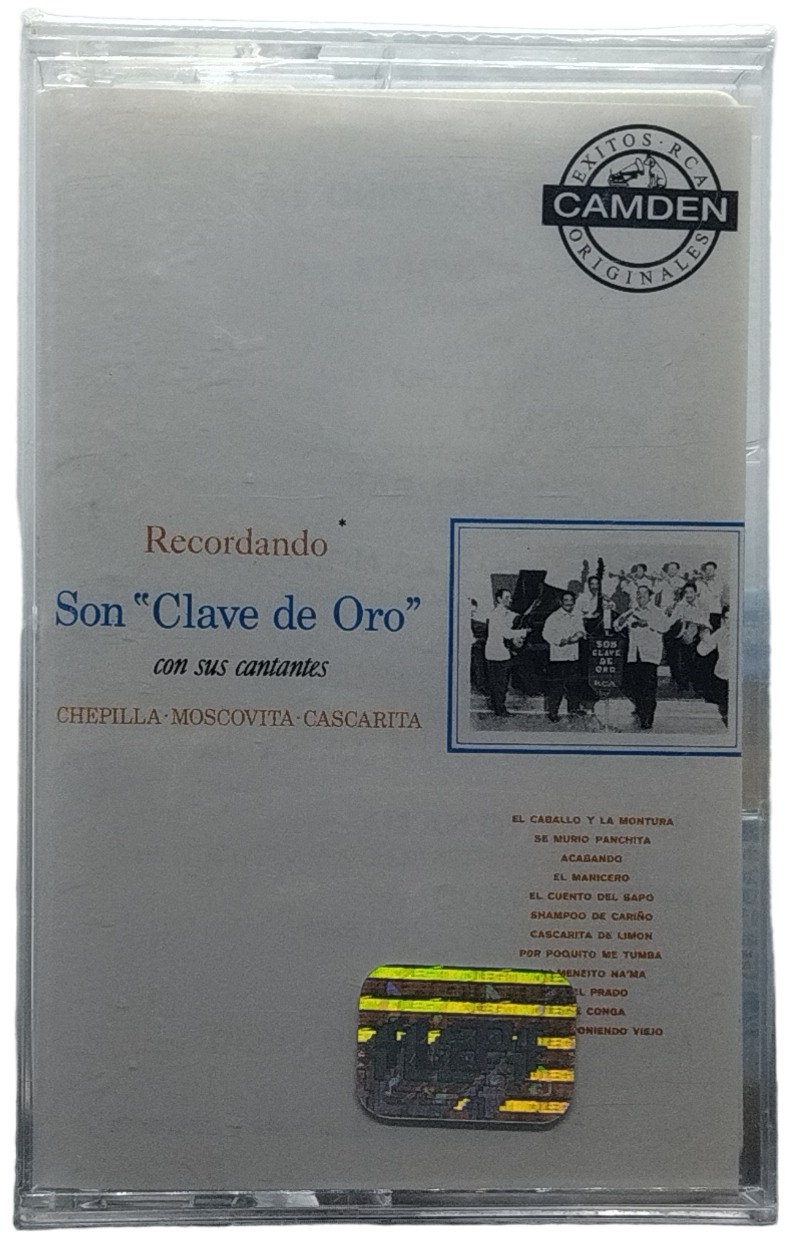 EXITOS · RCA
CAMDEN
ORIGINALES
Recordando *
Son "Clave de Oro"
con sus cantantes
CHEPILLA·MOSCOVITA·CASCARITA
SON
CLAVE
DE
ORO
RCA
EL CABALLO Y LA MONTURA
SE MURIO PANCHITA
ACABANDO
EL MANICERO
EL CUENTO DEL SAPO
SHAMPOO DE CARIÑO
CASCARITA DE LIMON
POR POQUITO ME TUMBA
MENEITO NA'MA
EL PRADO
CONGA
PONIENDO VIEJO